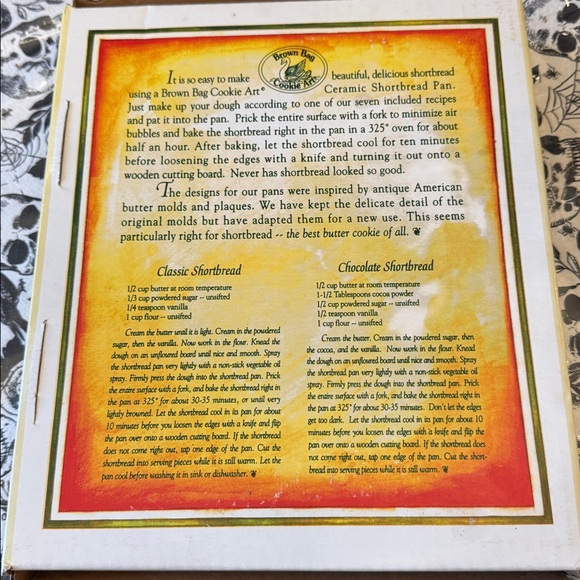 Brown Bag
Cookie Art
It is so easy to make beautiful, delicious shortbread
using a Brown Bag Cookie Art® Ceramic Shortbread Pan.
Just make up your dough according to one of our seven included recipes
and pat it into the pan. Prick the entire surface with a fork to minimize air
bubbles and bake the shortbread right in the pan in a 325° oven for about
half an hour. After baking, let the shortbread cool for ten minutes
before loosening the edges with a knife and turning it out onto a
wooden cutting board. Never has shortbread looked so good.
The designs for our pans were inspired by antique American
butter molds and plaques. We have kept the delicate detail of the
original molds but have adapted them for a new use. This seems
particularly right for shortbread -- the best butter cookie of all.
Classic Shortbread
1/2 cup butter at room temperature
1/3 cup powdered sugar -- unsifted
1/4 teaspoon vanilla
1 cup flour -- unsifted
Cream the butter until it is light. Cream in the powdered
sugar, then the vanilla. Now work in the flour. Knead the
dough on an unfloured board until nice and smooth. Spray
the shortbread pan very lightly with a non-stick vegetable oil
spray. Firmly press the dough into the shortbread pan. Prick
the entire surface with a fork, and bake the shortbread right in
the pan at 325° for about 30-35 minutes, or until very
lightly browned. Let the shortbread cool in its pan for about
10 minutes before you loosen the edges with a knife and flip
the pan over onto a wooden cutting board. If the shortbread
does not come right out, tap one edge of the pan. Cut the
shortbread into serving pieces while it is still warm. Let the
pan cool before washing it in sink or dishwasher.
Chocolate Shortbread
1/2 cup butter at room temperature
1-1/2 Tablespoons cocoa powder
1/2 cup powdered sugar -- unsifted
1/2 teaspoon vanilla
1 cup flour -- unsifted
Cream the butter. Cream in the powdered sugar, then
the cocoa, and the vanilla. Now work in the flour. Knead
the dough on an unfloured board until nice and smooth. Spray
the shortbread pan very lightly with a non-stick vegetable oil
spray. Firmly press the dough into the shortbread pan. Prick
the entire surface with a fork, and bake the shortbread right in
the pan at 325° for about 30-35 minutes. Don't let the edges
get too dark. Let the shortbread cool in its pan for about 10
minutes before you loosen the edges with a knife and flip the
pan over onto a wooden cutting board. If the shortbread does
not come right out, tap one edge of the pan. Cut the short-
bread into serving pieces while it is still warm.